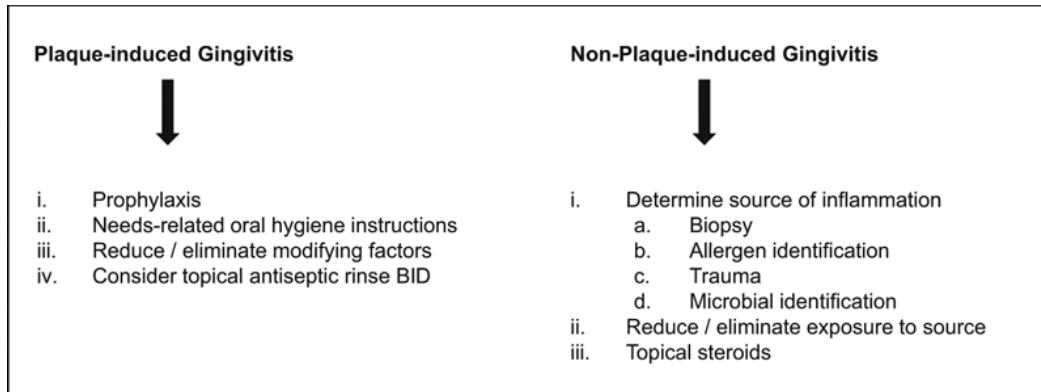 Plaque-induced Gingivitis
i. Prophylaxis
ii. Needs-related oral hygiene instructions
iii. Reduce / eliminate modifying factors
iv. Consider topical antiseptic rinse BID
Non-Plaque-induced Gingivitis
i. Determine source of inflammation
a. Biopsy
b. Allergen identification
c. Trauma
d. Microbial identification
ii. Reduce / eliminate exposure to source
iii. Topical steroids